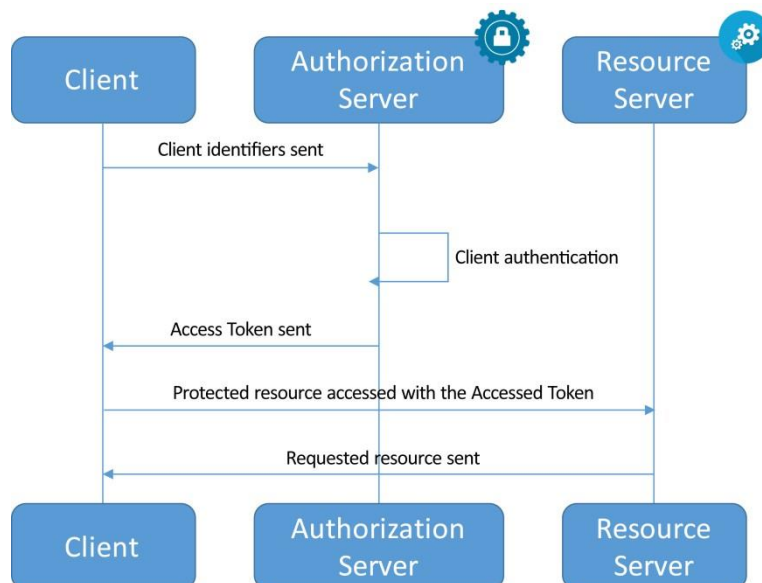 Client
Authorization
Server
Resource
Server
Client identifiers sent
Client authentication
Access Token sent
Protected resource accessed with the Accessed Token
Requested resource sent
Client
Authorization
Server
Resource
Server